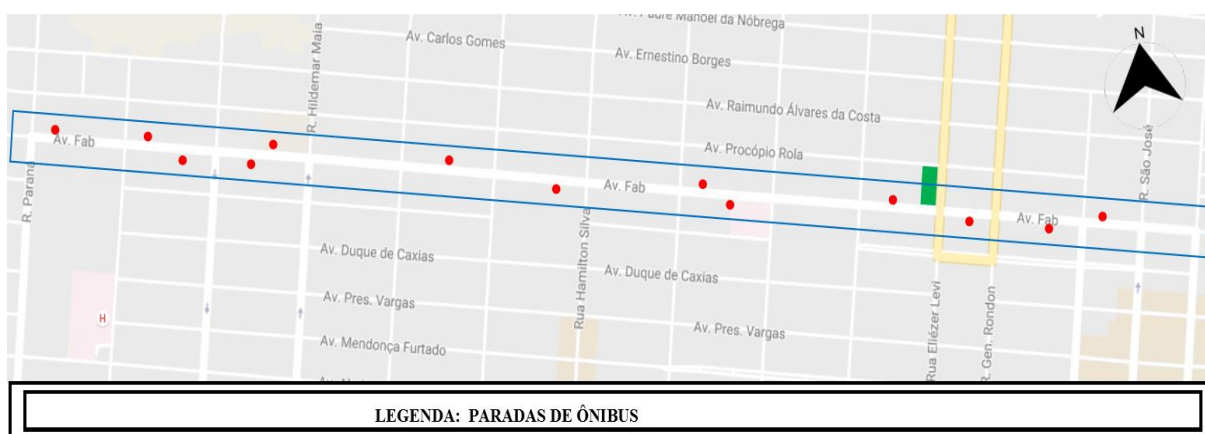 Av. Padre Manoel da Nóbrega
N
R. Hildemar Maia
Av. Carlos Gomes
Av. Ernestino Borges
Av. Raimundo Álvares da Costa
R. São José
Av. Fab
Av. Procópio Rola
R. Parana
Av. Fab
Av. Fab
Rua Hamilton Silva
Av. Duque de Caxias
Av. Duque de Caxias
Av. Pres. Vargas
H
Av. Pres. Vargas
Rua Eliézer Levi
R. Gen. Rondon
Av. Mendonça Furtado
LEGENDA: PARADAS DE ÔNIBUS